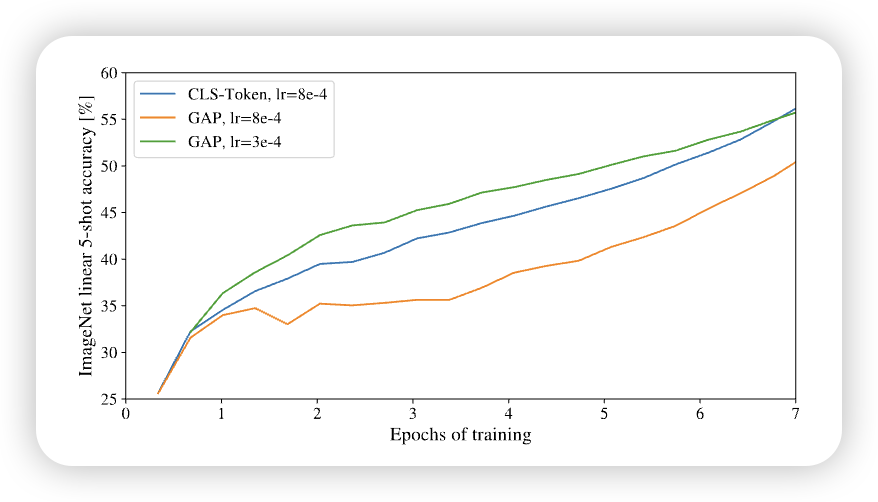 60
55
50
45
40
35
30
25
ImageNet linear 5-shot accuracy [%]
CLS-Token, lr=8e-4
GAP, lr=8e-4
GAP, lr=3e-4
0 1 2 3 4 5 6 7
Epochs of training